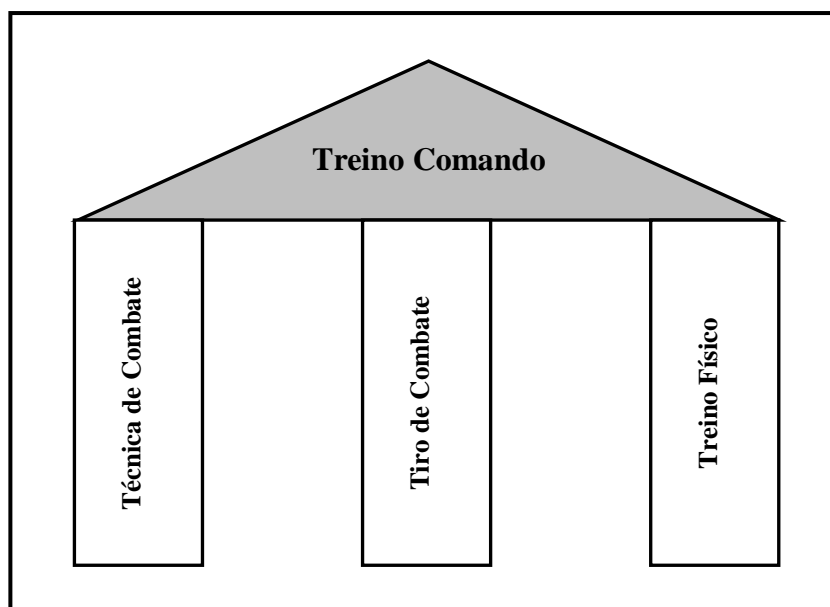 Treino Comando
Técnica de Combate
Tiro de Combate
Treino Físico